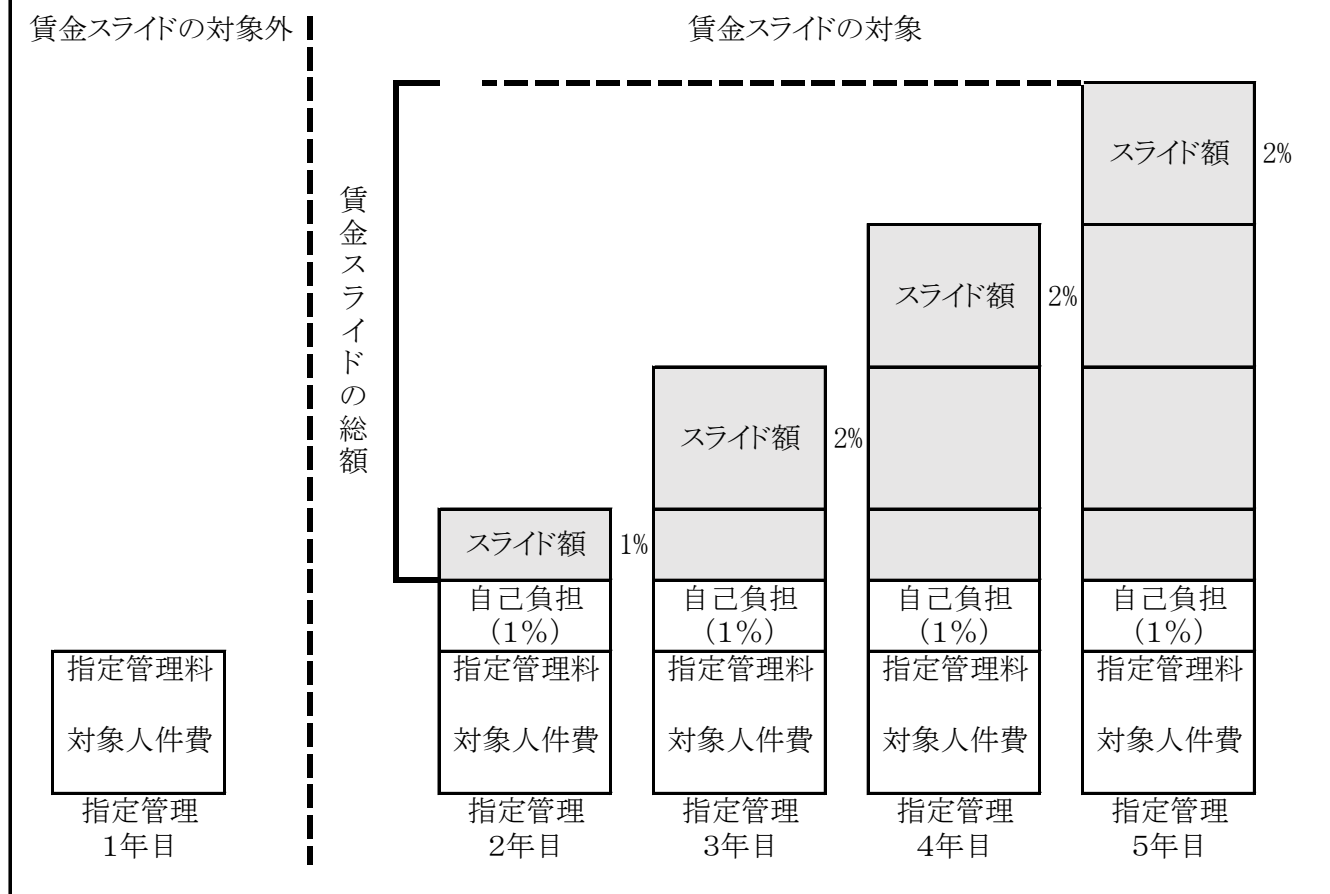 賃金スライドの対象外
賃金スライドの対象
賃金スライドの総額
スライド額 2%
スライド額 2%
スライド額 2%
スライド額 1%
自己負担
(1%)
自己負担
(1%)
自己負担
(1%)
自己負担
(1%)
指定管理料
対象人件費
指定管理料
対象人件費
指定管理料
対象人件費
指定管理料
対象人件費
指定管理料
対象人件費
指定管理
1年目
指定管理
2年目
指定管理
3年目
指定管理
4年目
指定管理
5年目